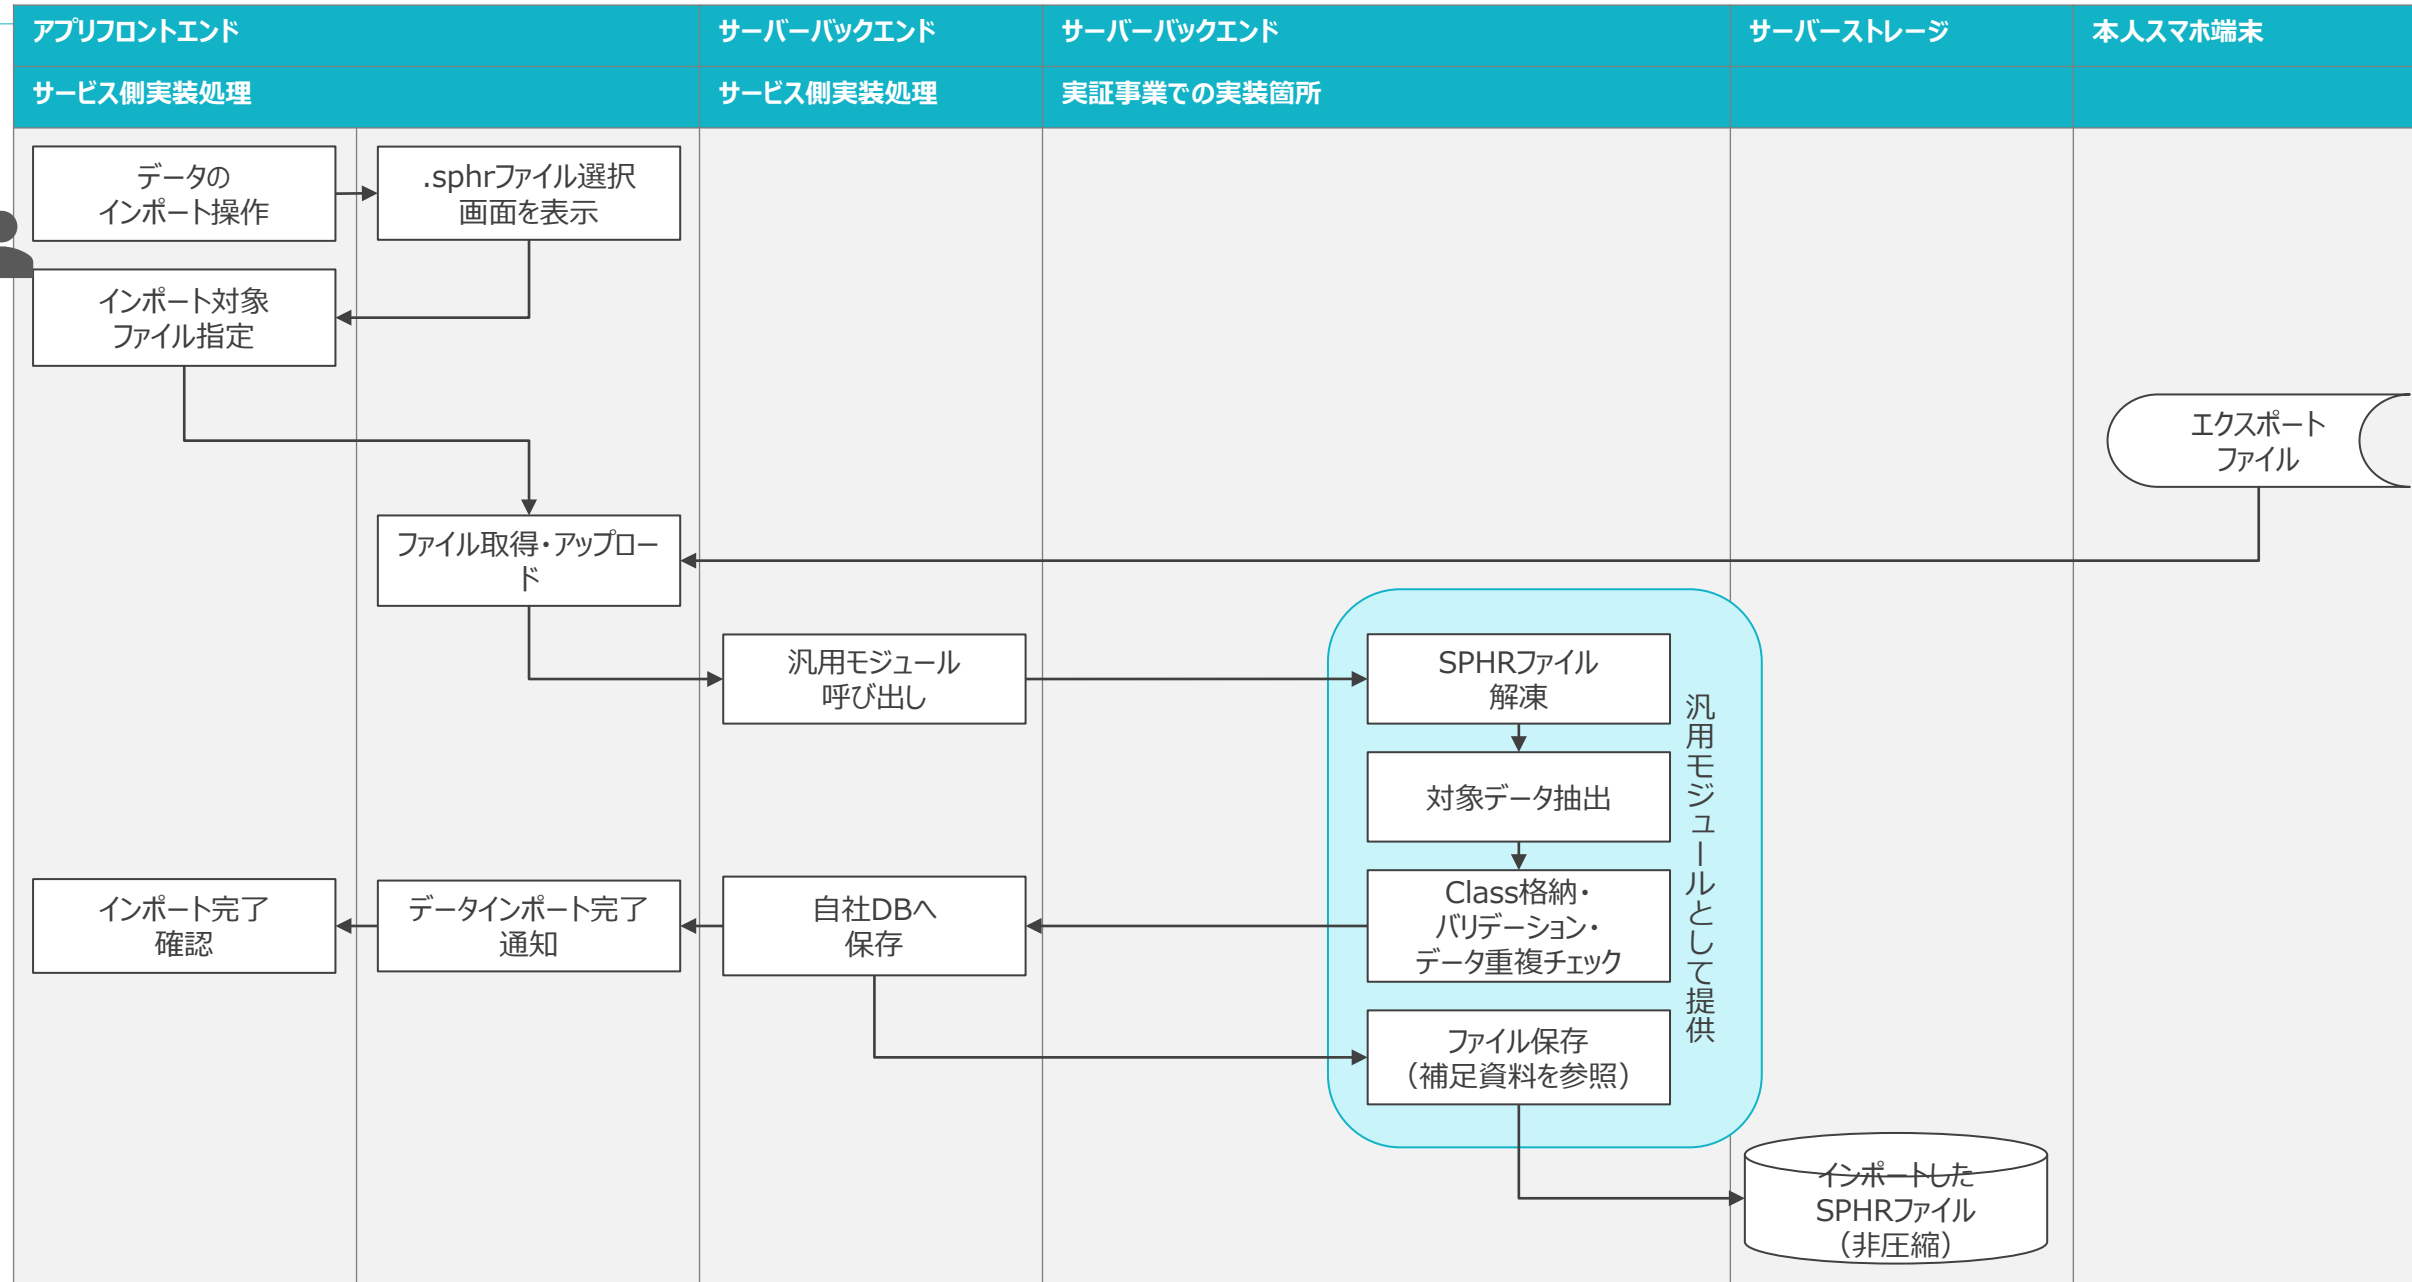 アプリフロントエンド
サーバーバックエンド
サーバーバックエンド
サーバーストレージ
本人スマホ端末
サービス側実装処理
サービス側実装処理
実証事業での実装箇所
データの
インポート操作
.sphrファイル選択
画面を表示
インポート対象
ファイル指定
エクスポート
ファイル
ファイル取得・アップロー
ド
汎用モジュール
呼び出し
SPHRファイル
解凍
対象データ抽出
汎用モジュールとして提供
インポート完了
確認
データインポート完了
通知
自社DBへ
保存
Class格納・
バリデーション・
データ重複チェック
ファイル保存
（補足資料を参照）
インポートした
SPHRファイル
（非圧縮）